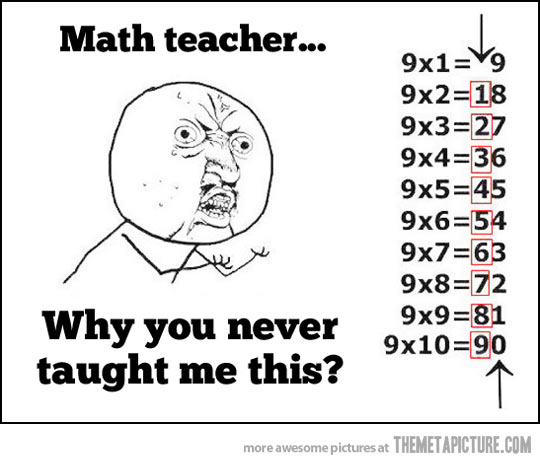 Math teacher...
Why you never
taught me this?
9x1= 9
9x2=18
9x3=27
9x4=36
9x5=45
9x6=54
9x7=63
9x8=72
9x9=81
9x10=90
more awesome pictures at THEMETAPICTURE.COM